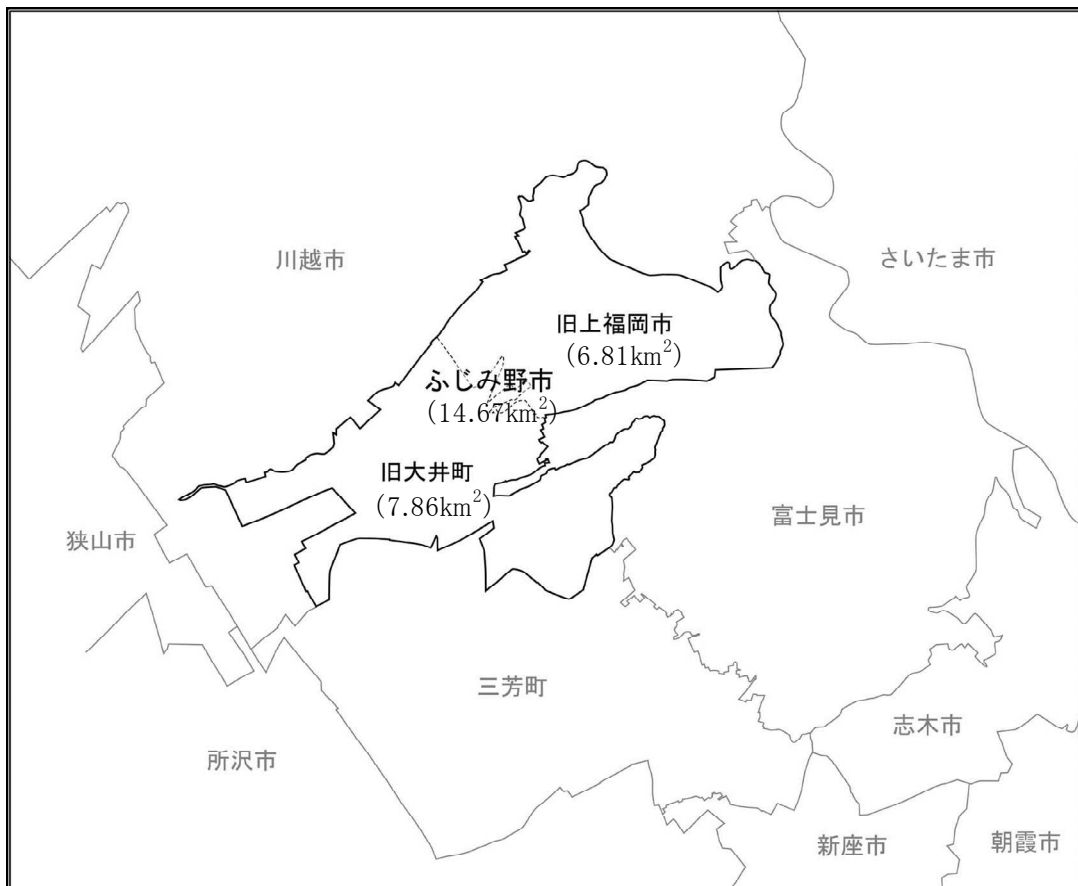 川越市
さいたま市
旧上福岡市
(6.81km²)
ふじみ野市
(14.67km²)
旧大井町
(7.86km²)
富士見市
狭山市
三芳町
志木市
所沢市
新座市
朝霞市